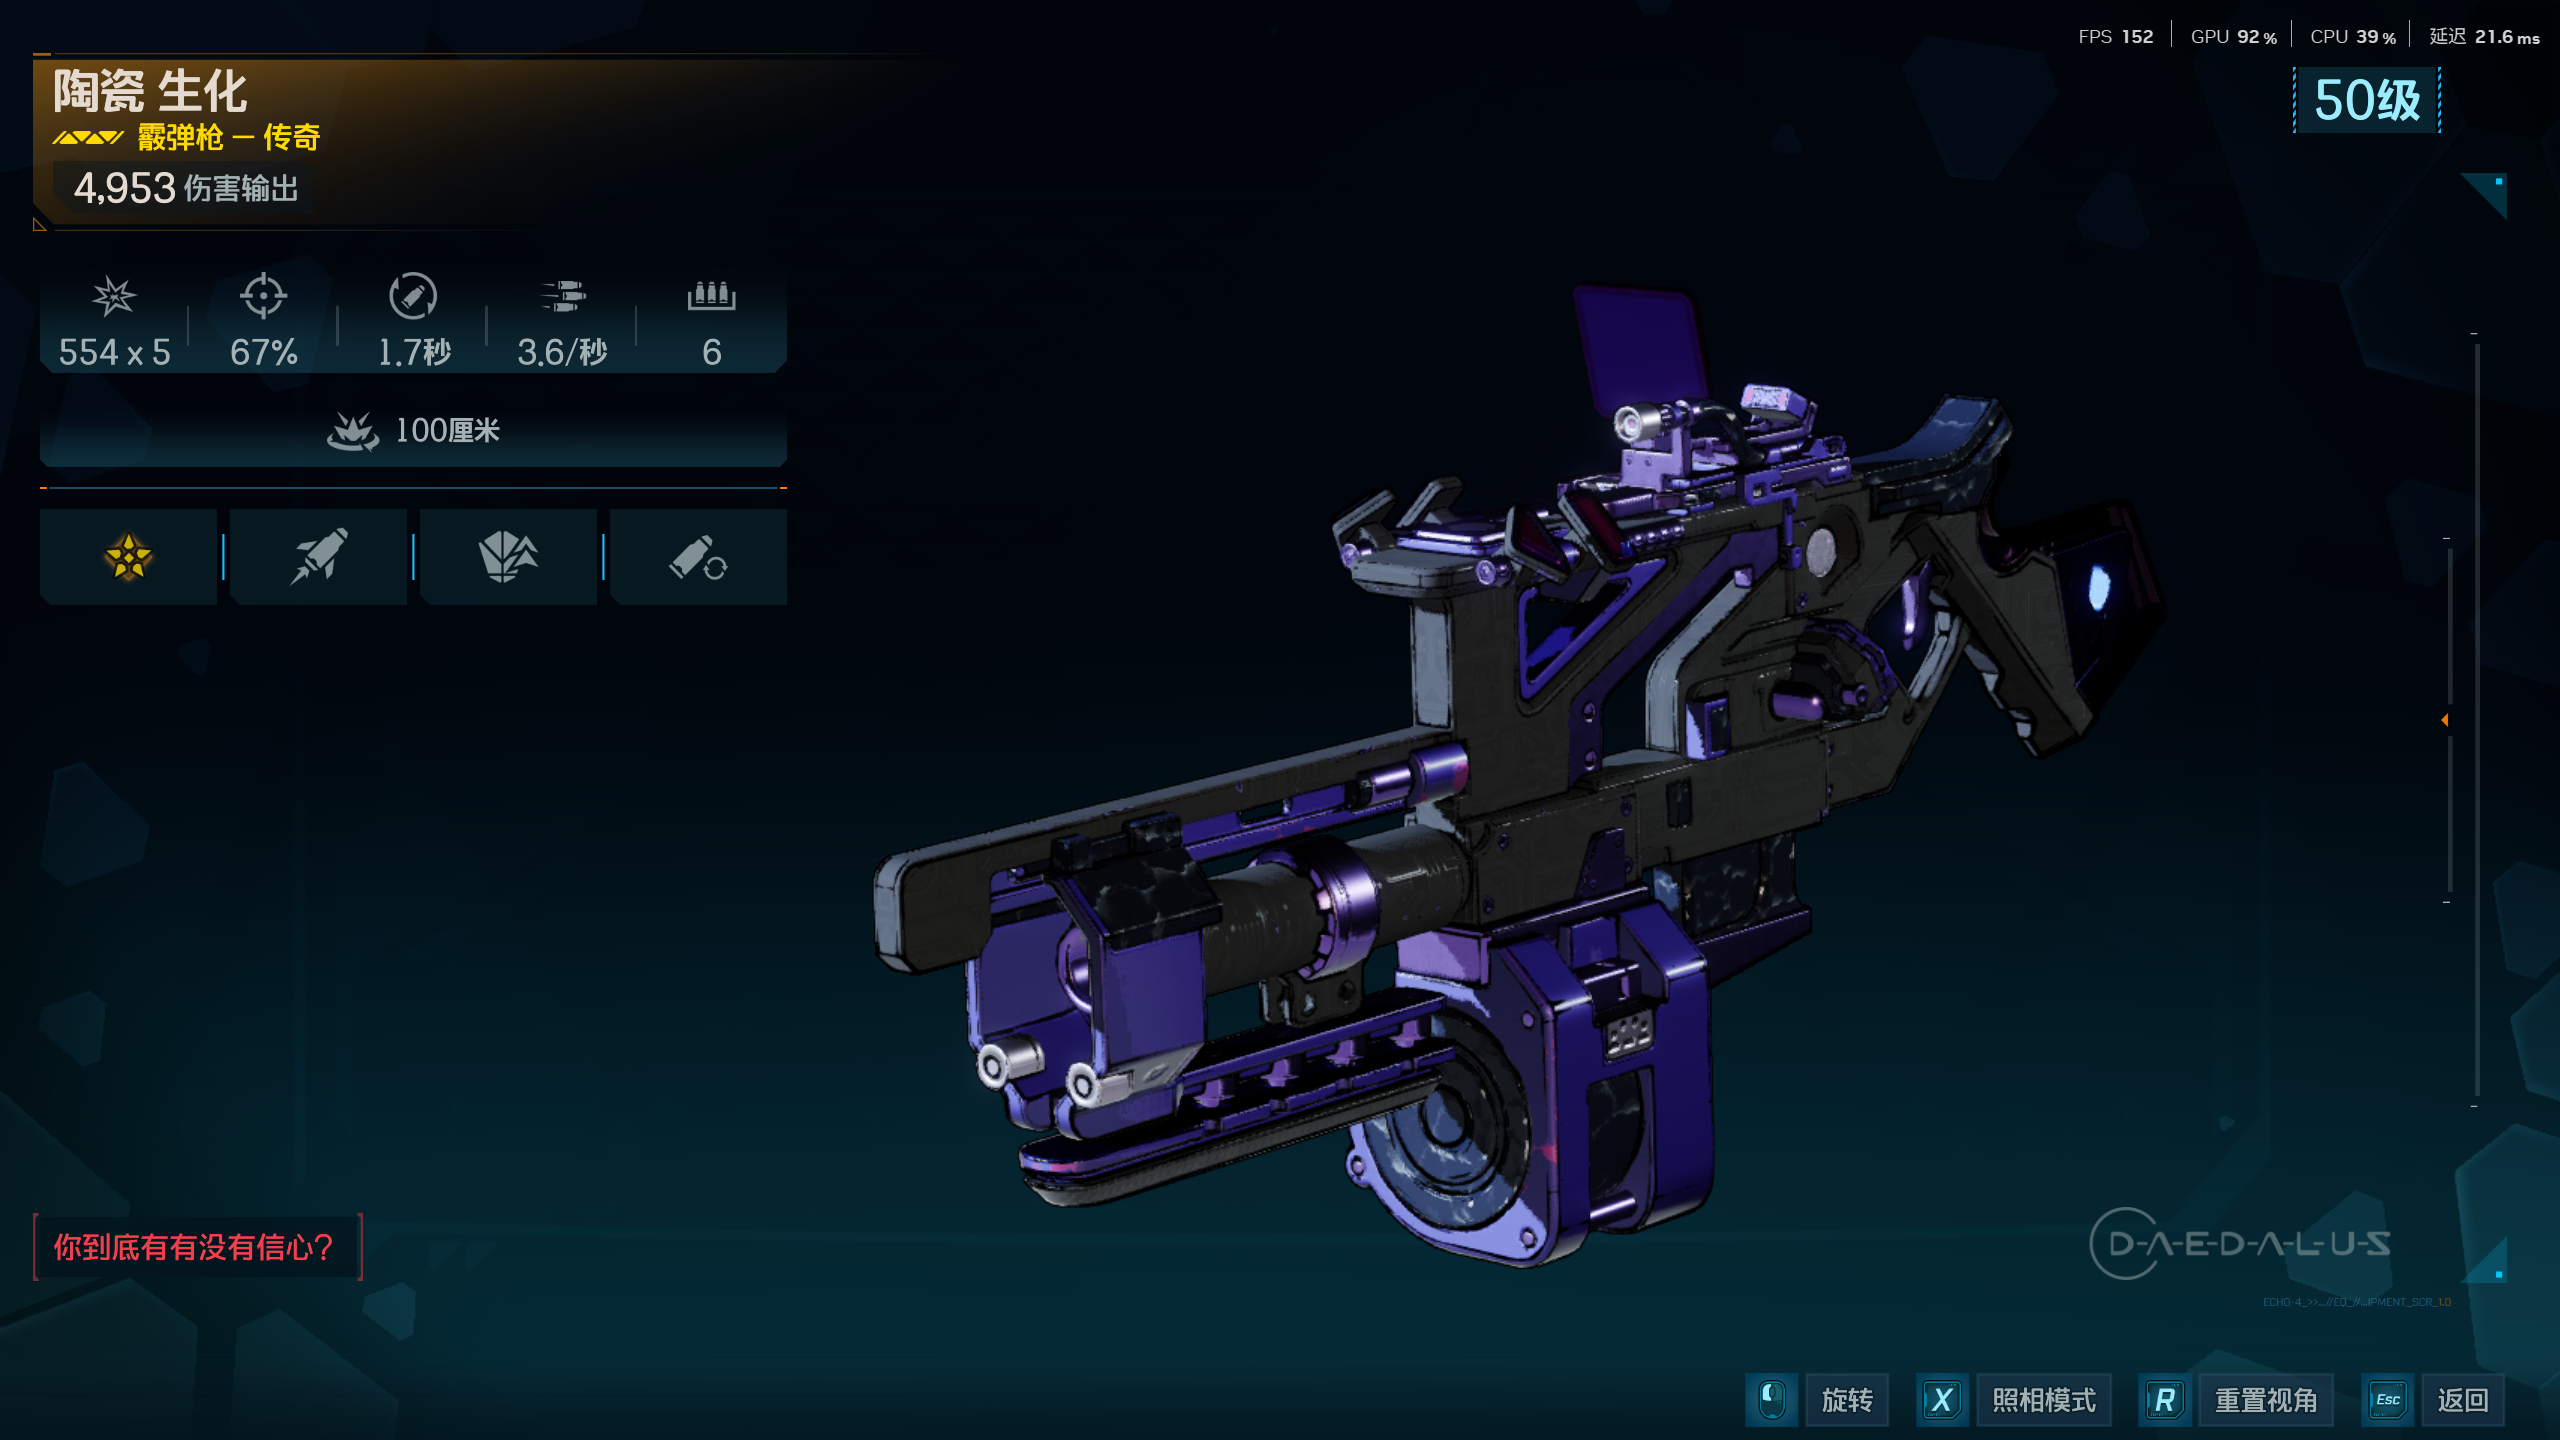 FPS 152 GPU 92 % CPU 39 % 延迟 21.6 ms
陶瓷 生化
霰弹枪 — 传奇
4,953 伤害输出
50级
554 x 5 67% 1.7秒 3.6/秒 6
100厘米
你到底有有没有信心？
D-A-E-D-A-L-U-S
旋转 X 照相模式 R 重置视角 Esc 返回